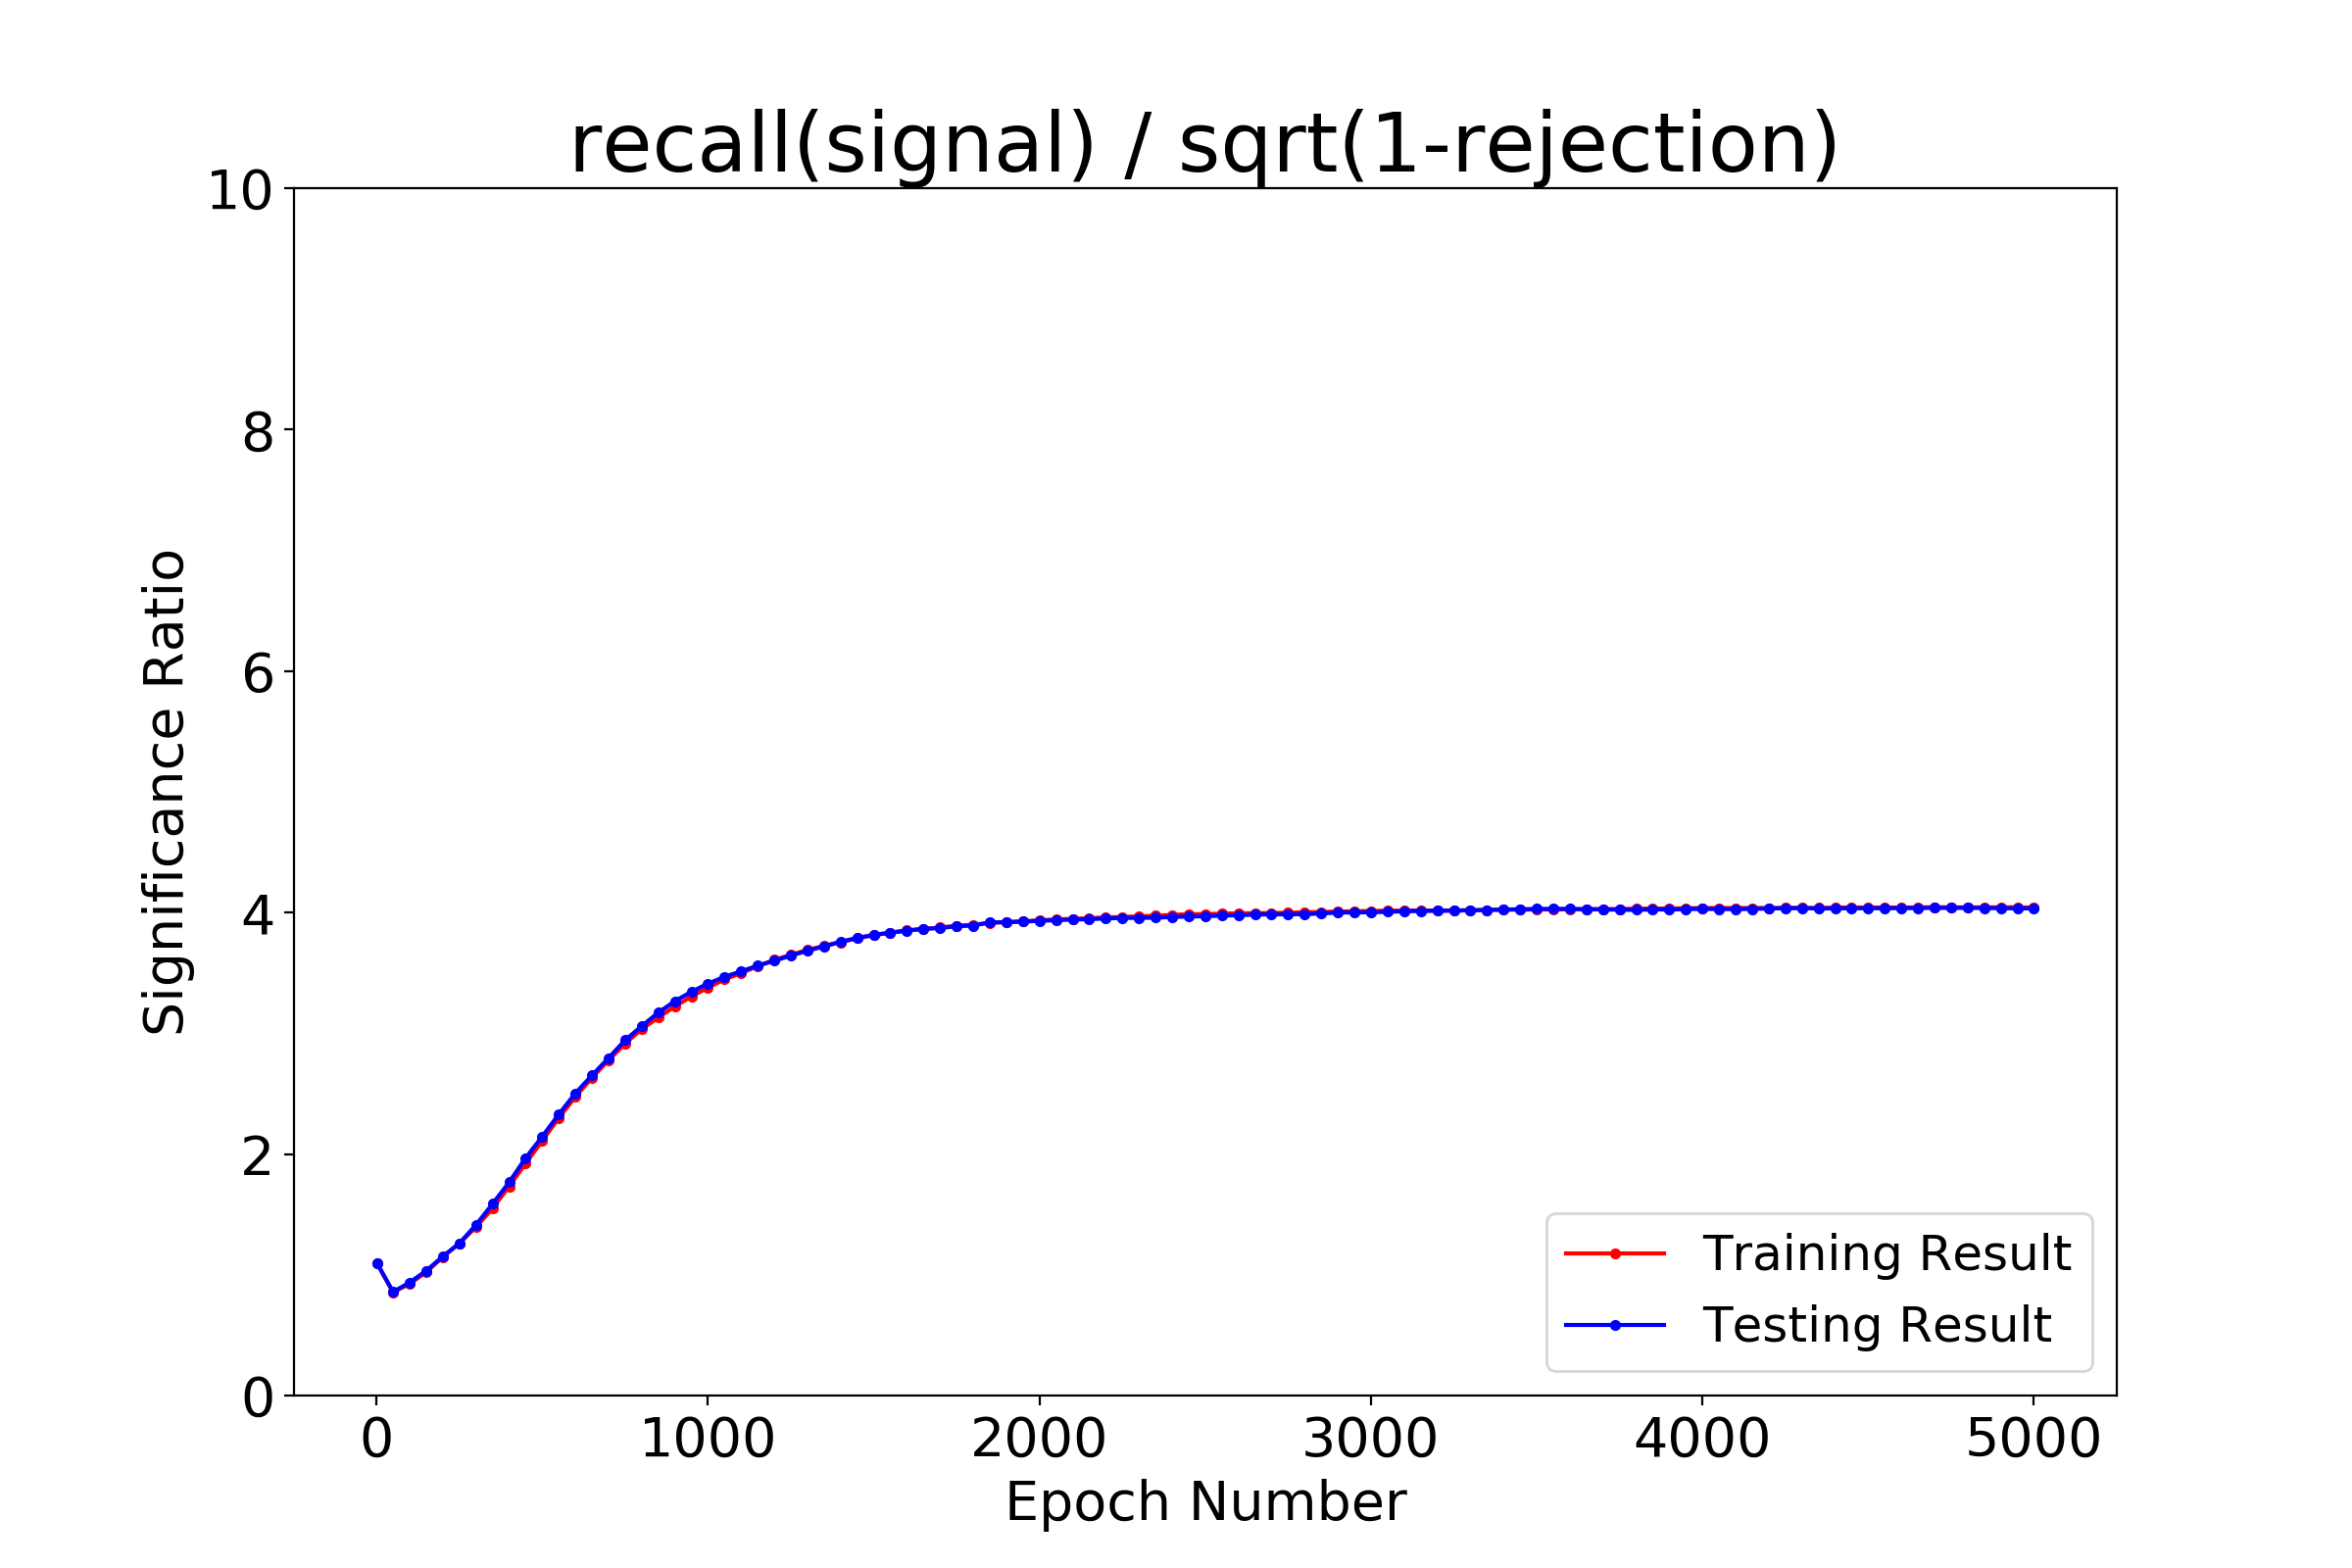 recall(signal) / sqrt(1-rejection)
10
8
6
4
2
0
Significance Ratio
0 1000 2000 3000 4000 5000
Epoch Number
Training Result
Testing Result